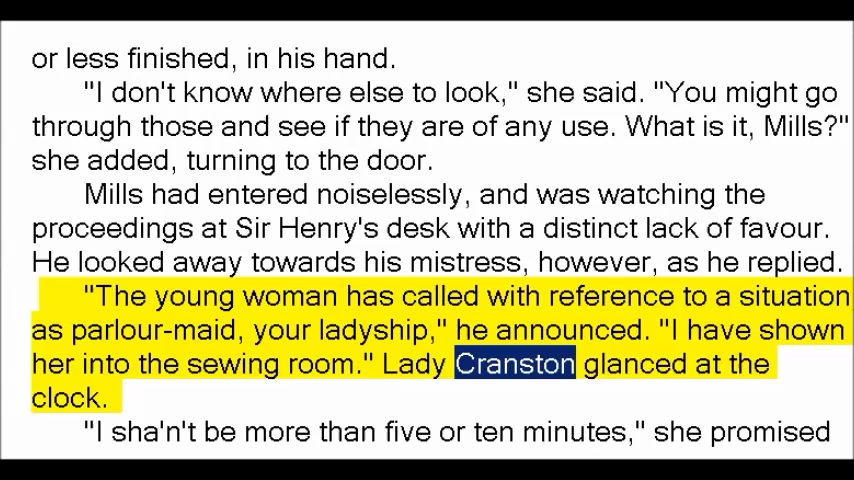 or less finished, in his hand.
"I don't know where else to look," she said. "You might go
through those and see if they are of any use. What is it, Mills?"
she added, turning to the door.
Mills had entered noiselessly, and was watching the
proceedings at Sir Henry's desk with a distinct lack of favour.
He looked away towards his mistress, however, as he replied.
"The young woman has called with reference to a situation
as parlour-maid, your ladyship," he announced. "I have shown
her into the sewing room." Lady Cranston glanced at the
clock.
"I sha'n't be more than five or ten minutes," she promised